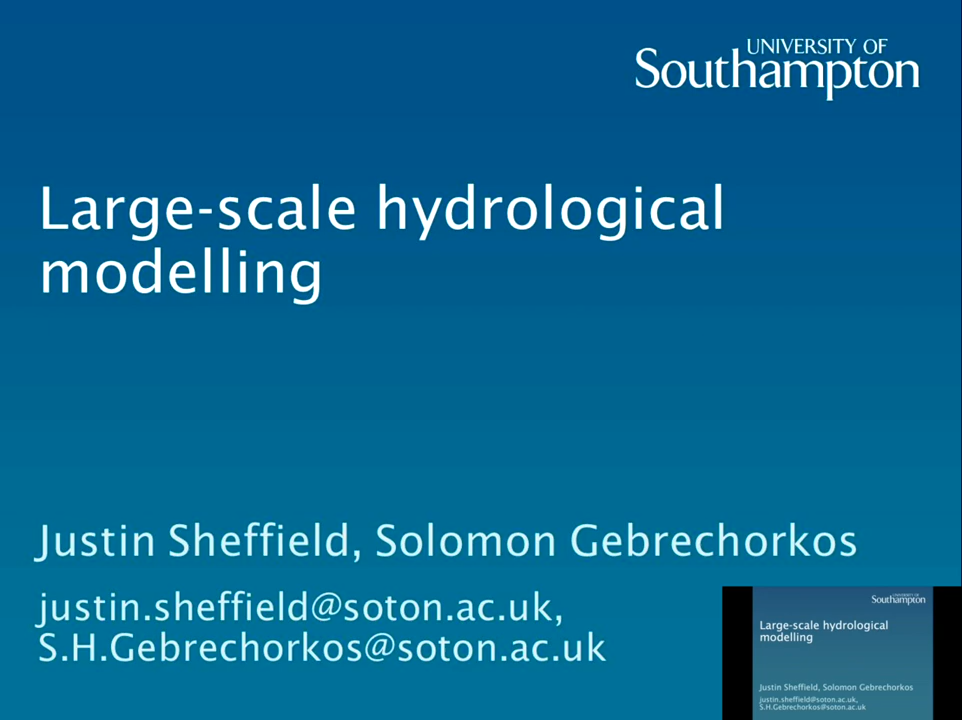 UNIVERSITY OF
Southampton
Large-scale hydrological
modelling
Justin Sheffield, Solomon Gebrechorkos
justin.sheffield@soton.ac.uk,
S.H.Gebrechorkos@soton.ac.uk
UNIVERSITY OF
Southampton
Large-scale hydrological
modelling
Justin Sheffield, Solomon Gebrechorkos
justin.sheffield@soton.ac.uk,
S.H.Gebrechorkos@soton.ac.uk